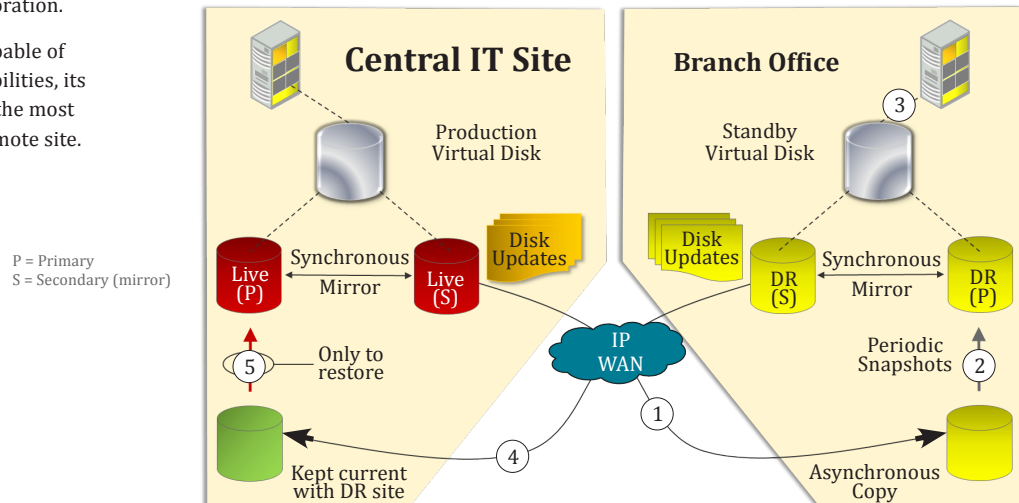 oration.
pable of
bilities, its
the most
mote site.
P = Primary
S = Secondary (mirror)
Central IT Site
Production
Virtual Disk
Live
(P)
Synchronous
Mirror
Live
(S)
Disk
Updates
5
Only to
restore
Kept current
with DR site
4
IP
WAN
1
Branch Office
3
Standby
Virtual Disk
Disk
Updates
DR
(S)
Synchronous
Mirror
DR
(P)
Periodic
Snapshots
2
Asynchronous
Copy